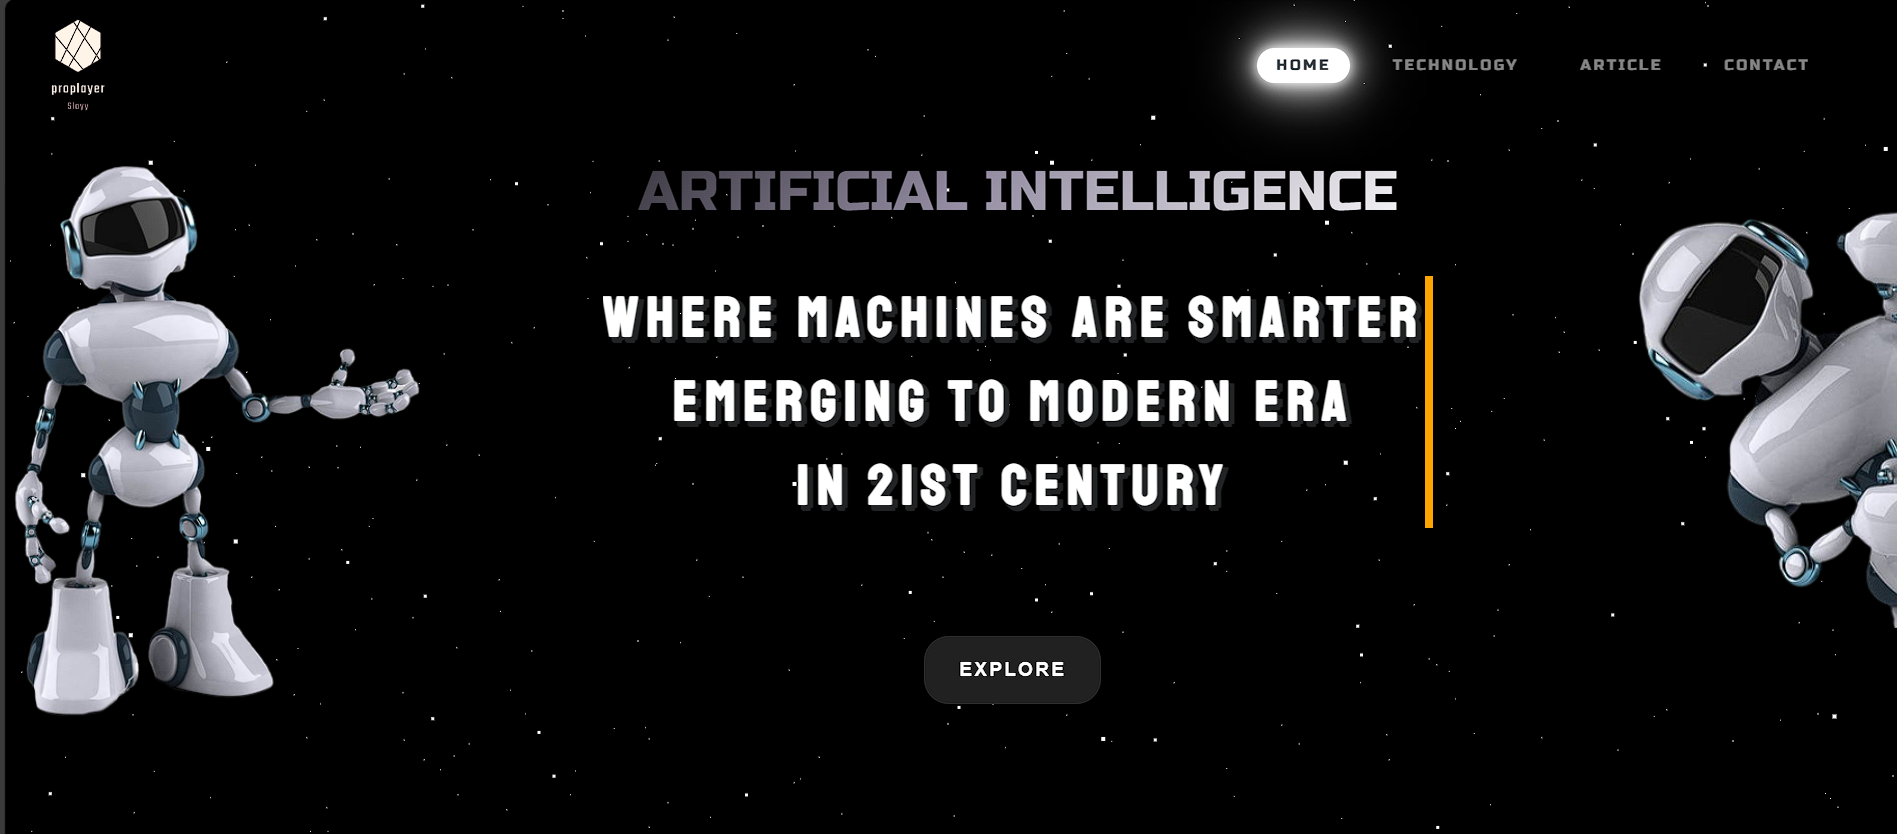 proplayer
Slayy
HOME
TECHNOLOGY
ARTICLE
CONTACT
ARTIFICIAL INTELLIGENCE
WHERE MACHINES ARE SMARTER
EMERGING TO MODERN ERA
IN 21ST CENTURY
EXPLORE